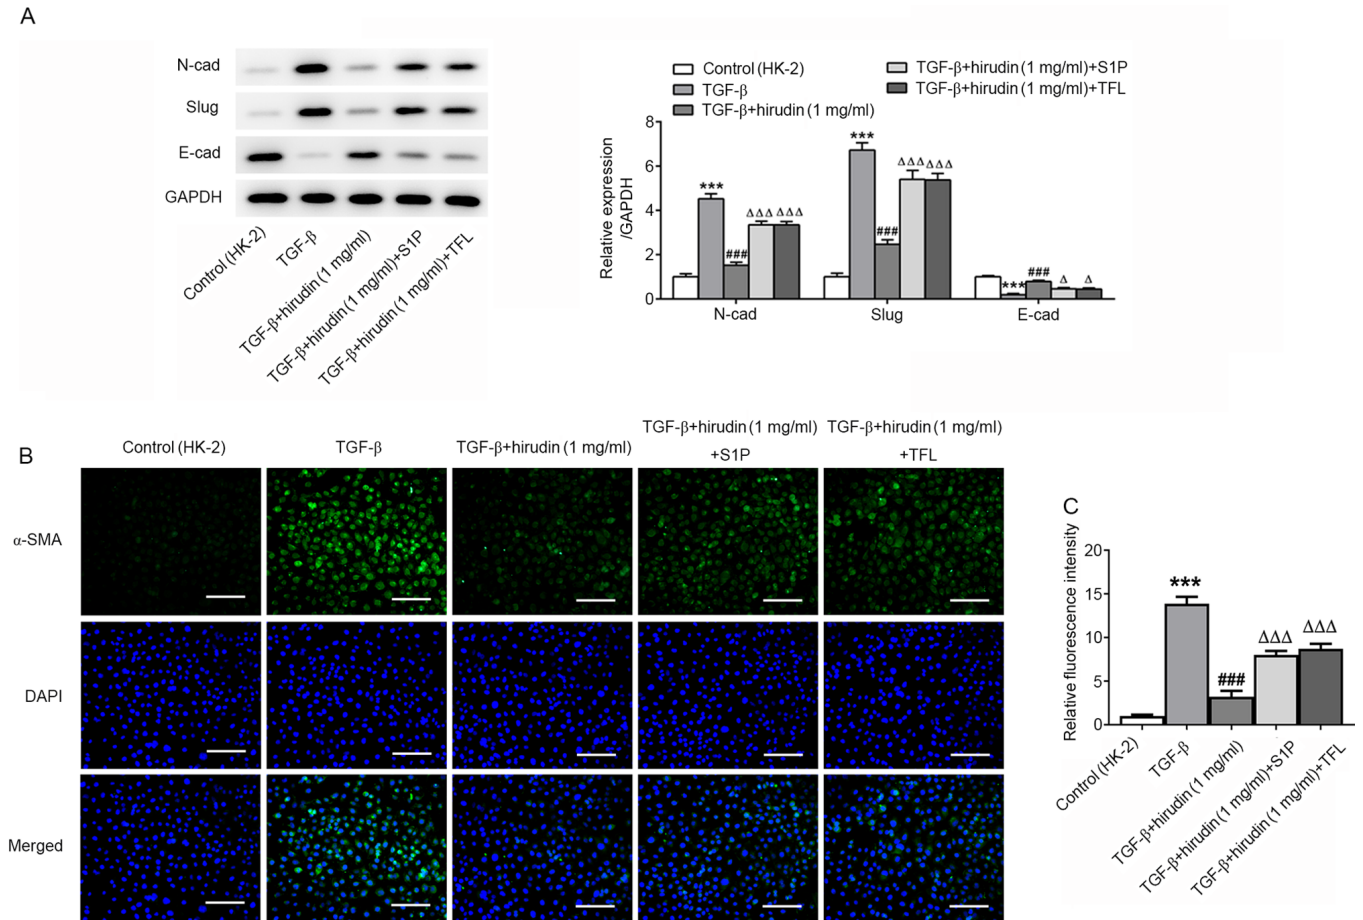 A
N-cad
Slug
E-cad
GAPDH
Control (HK-2)
TGF-β
TGF-β+hirudin (1 mg/ml)
TGF-β+hirudin (1 mg/ml)+S1P
TGF-β+hirudin (1 mg/ml)+TFL
Control (HK-2)
TGF-β
TGF-β+hirudin (1 mg/ml)
TGF-β+hirudin (1 mg/ml)+S1P
TGF-β+hirudin (1 mg/ml)+TFL
Relative expression
/GAPDH
8
6
4
2
0
***
###
ΔΔΔ ΔΔΔ
***
###
ΔΔΔ ΔΔΔ
***
###
Δ Δ
N-cad Slug E-cad
B
Control (HK-2)
TGF-β
TGF-β+hirudin (1 mg/ml)
TGF-β+hirudin (1 mg/ml)
+S1P
TGF-β+hirudin (1 mg/ml)
+TFL
α-SMA
DAPI
Merged
C
Relative fluorescence intensity
20
15
10
5
0
***
###
ΔΔΔ
ΔΔΔ
Control (HK-2)
TGF-β
TGF-β+hirudin (1 mg/ml)
TGF-β+hirudin (1 mg/ml)+S1P
TGF-β+hirudin (1 mg/ml)+TFL